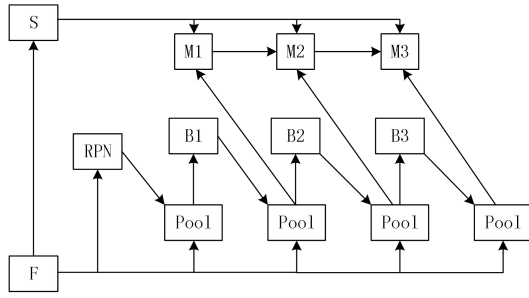 S
M1 M2 M3
B1 B2 B3
RPN
Pool Pool Pool Pool
F